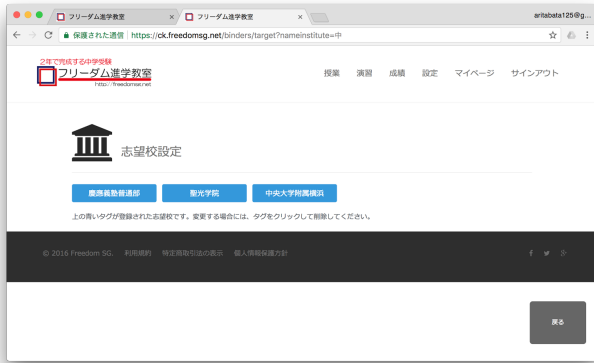 フリーダム進学教室
フリーダム進学教室
aritabata125@g...
保護された通信 | https://ck.freedomsg.net/binders/target?nameinstitute=中
2年で完成する中学受験
フリーダム進学教室
http://freedomsg.net
授業 演習 成績 設定 マイページ サインアウト
志望校設定
慶應義塾普通部 聖光学院 中央大学附属横浜
上の青いタグが登録された志望校です。変更する場合には、タグをクリックして削除してください。
© 2016 Freedom SG. 利用規約 特定商取引法の表示 個人情報保護方針
戻る